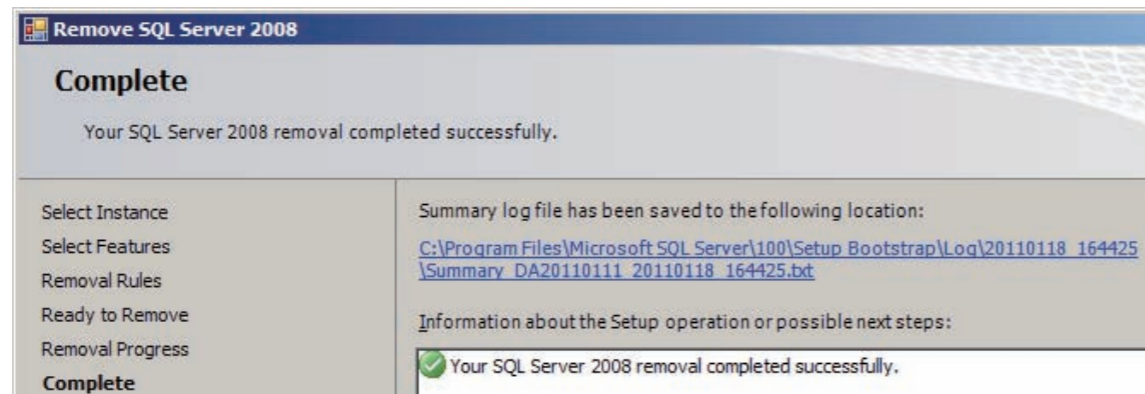 Remove SQL Server 2008
Complete
Your SQL Server 2008 removal completed successfully.
Select Instance
Select Features
Removal Rules
Ready to Remove
Removal Progress
Complete
Summary log file has been saved to the following location:
C:\Program Files\Microsoft SQL Server\100\Setup Bootstrap\Log\20110118_164425
\Summary_DA20110111_20110118_164425.txt
Information about the Setup operation or possible next steps:
Your SQL Server 2008 removal completed successfully.